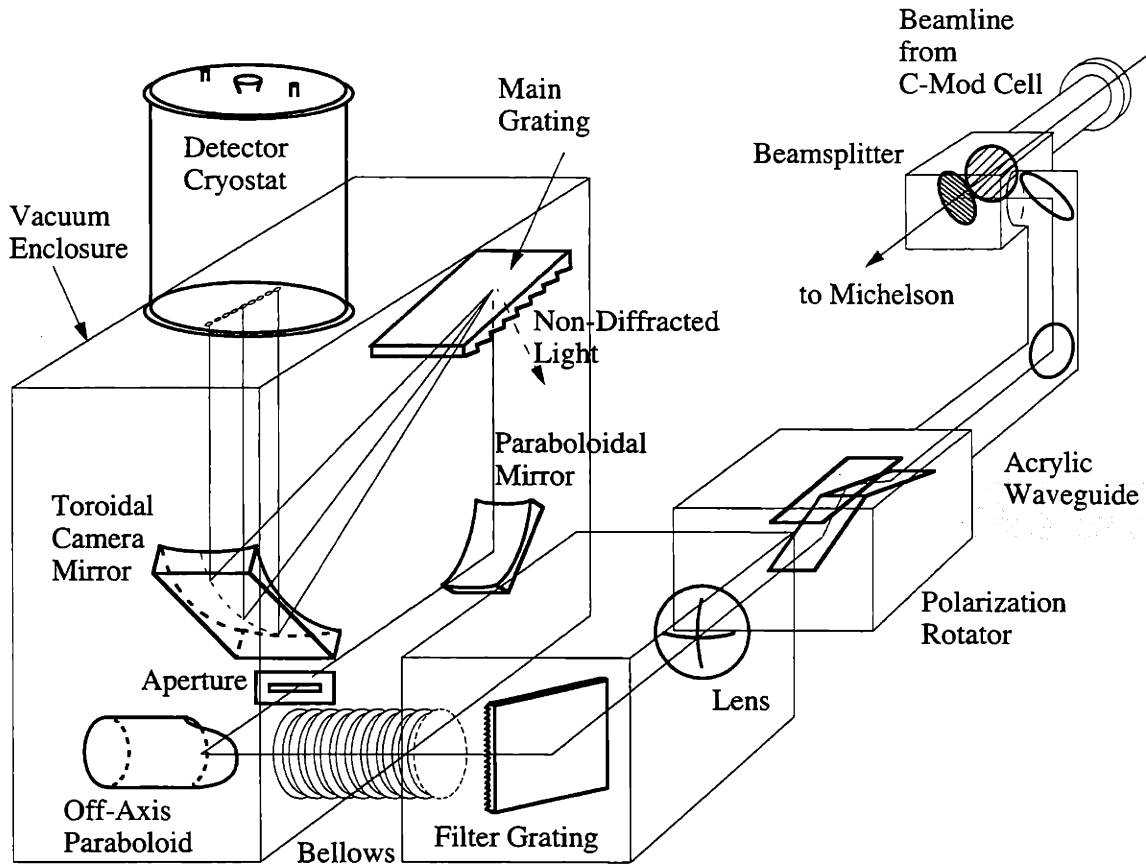 Beamline
from
C-Mod Cell
Main
Grating
Beamsplitter
Detector
Cryostat
Vacuum
Enclosure
to Michelson
Non-Diffracted
Light
Paraboloidal
Mirror
Acrylic
Waveguide
Toroidal
Camera
Mirror
Polarization
Rotator
Aperture
Lens
Off-Axis
Paraboloid
Filter Grating
Bellows